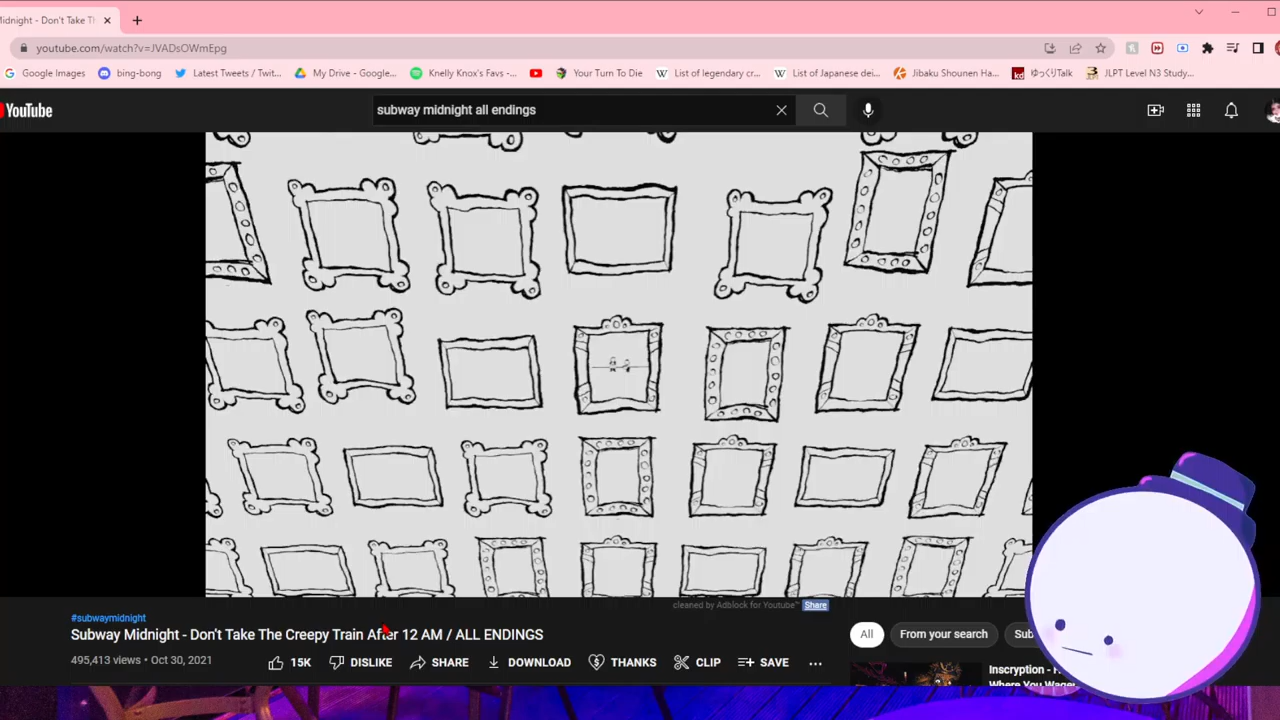 Midnight - Don't Take Th
youtube.com/watch?v=JVADsOWmEpg
Google Images
bing-bong
Latest Tweets / Twit...
My Drive - Google...
Knelly Knox's Favs -...
Your Turn To Die
List of legendary cr...
List of Japanese dei...
Jibaku Shounen Ha...
ゆっくりTalk
JLPT Level N3 Study...
YouTube
subway midnight all endings
cleaned by Adblock for Youtube™
Share
#subwaymidnight
Subway Midnight - Don't Take The Creepy Train After 12 AM / ALL ENDINGS
495,413 views • Oct 30, 2021
15K
DISLIKE
SHARE
DOWNLOAD
THANKS
CLIP
SAVE
All
From your search
Sub
Inscryption - 
Where You Wager